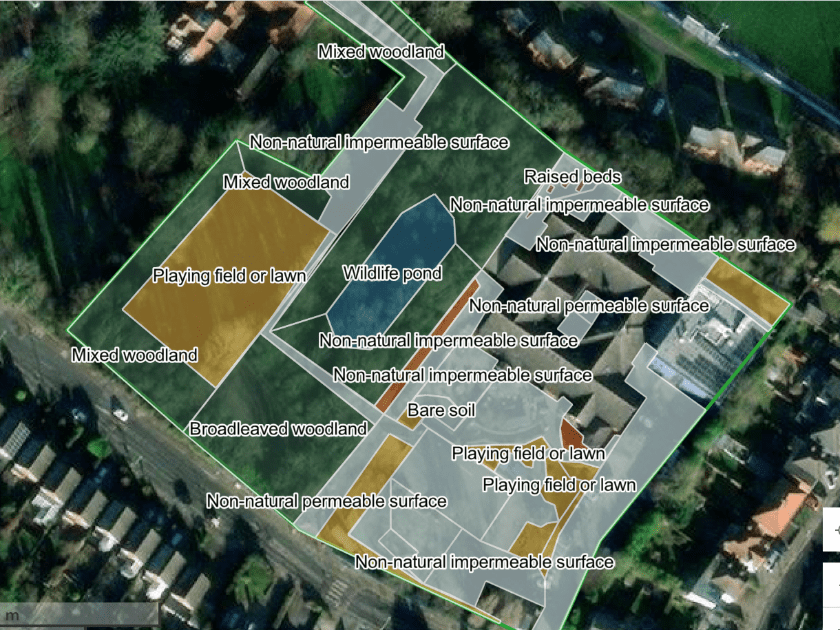 Mixed woodland
Non-natural impermeable surface
Raised beds
Mixed woodland
Non-natural impermeable surface
Non-natural impermeable surface
Wildlife pond
Playing field or lawn
Non-natural permeable surface
Non-natural impermeable surface
Mixed woodland
Non-natural impermeable surface
Bare soil
Broadleaved woodland
Playing field or lawn
Playing field or lawn
Non-natural permeable surface
Non-natural impermeable surface
m